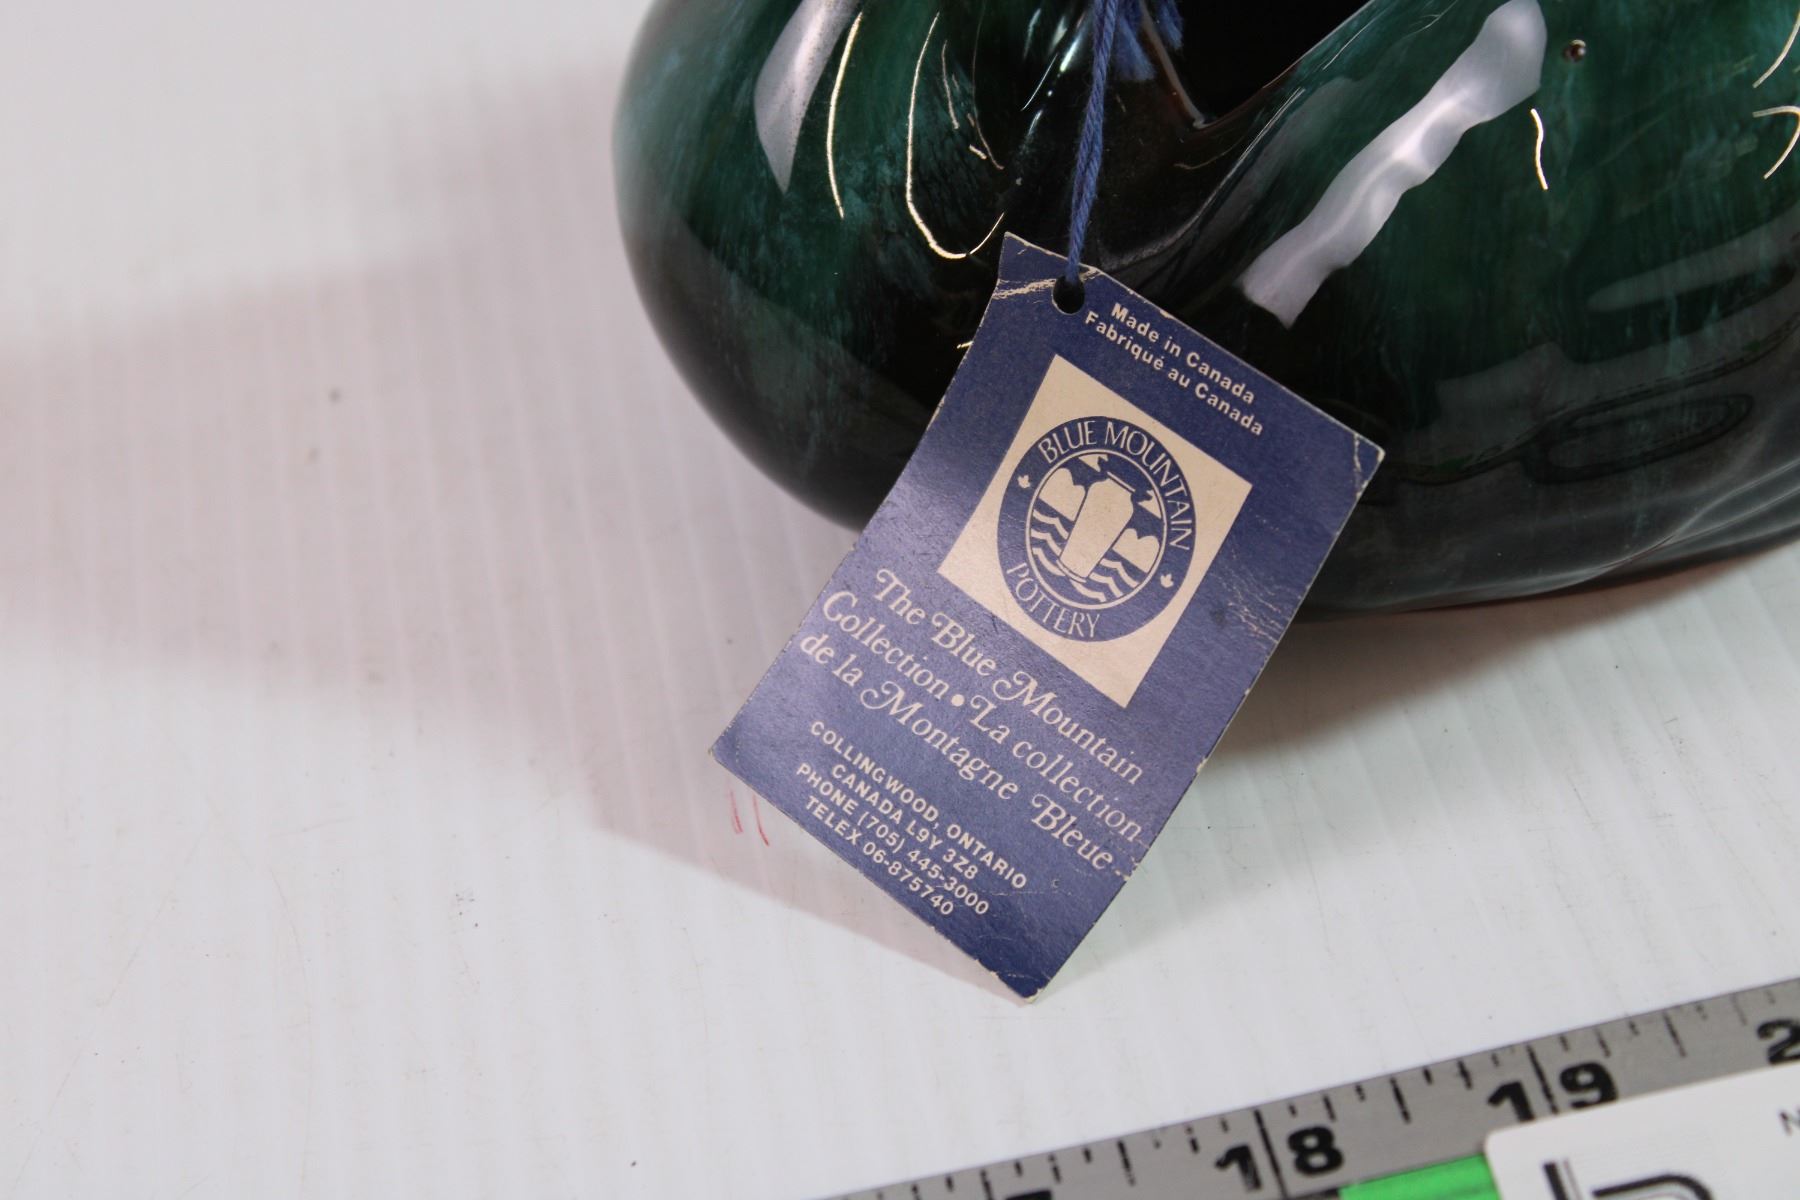 Made in Canada
Fabriqué au Canada
BLUE MOUNTAIN
POTTERY
The Blue Mountain
Collection • La collection
de la Montagne Bleue
COLLINGWOOD, ONTARIO
CANADA L9Y 3Z8
PHONE (705) 445-3000
TELEX 06-875740
18 19